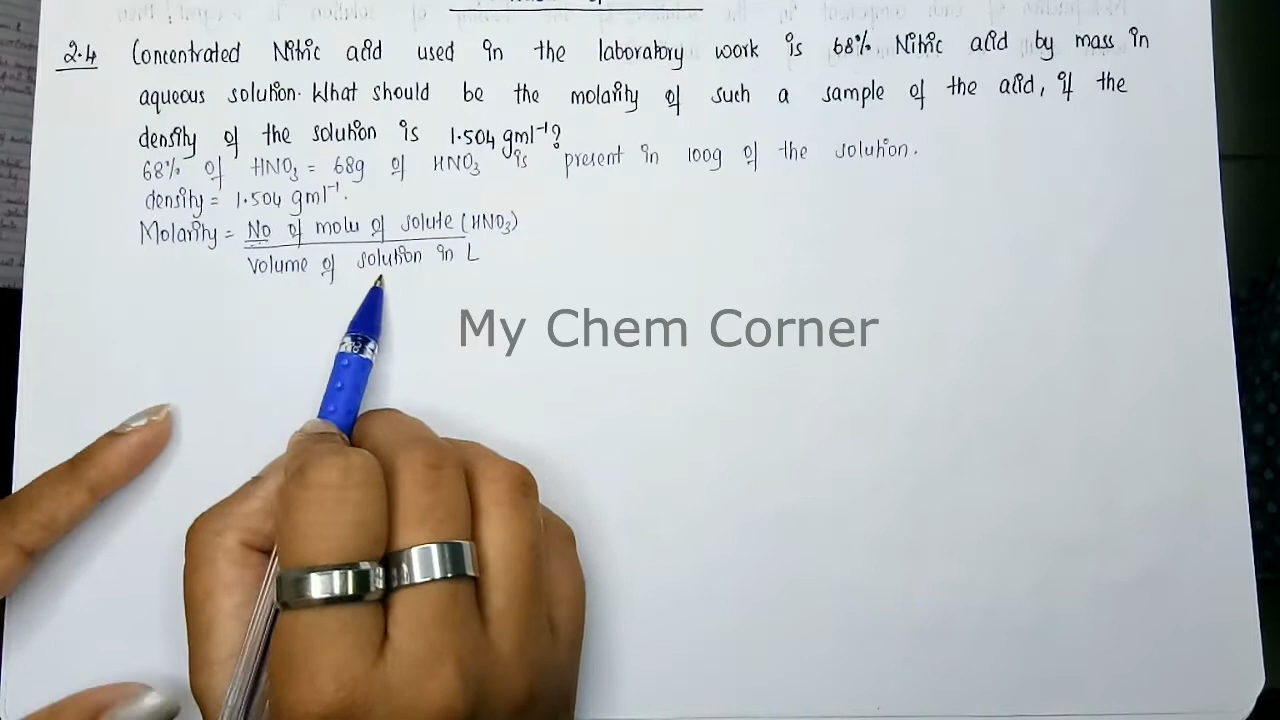 2.4 Concentrated Nitric acid used in the laboratory work is 68% Nitric acid by mass in
aqueous solution. What should be the molarity of such a sample of the acid, if the
density of the solution is 1.504 gml⁻¹?
68% of HNO₃ = 68g of HNO₃ is present in 100g of the solution.
density = 1.504 gml⁻¹.
Molarity = No of moles of solute (HNO₃)
Volume of solution in L
My Chem Corner